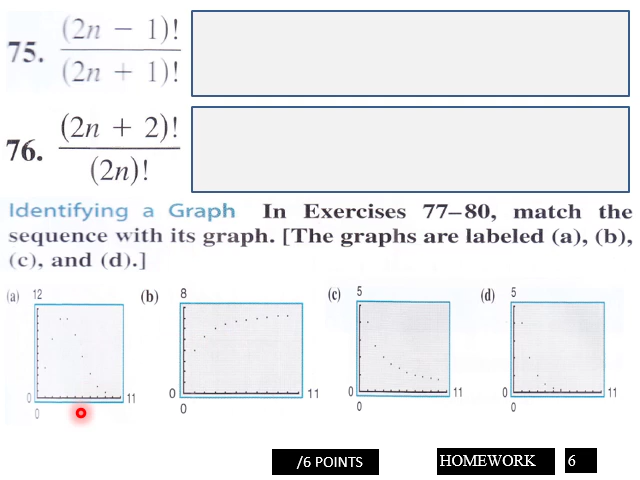 75. (2n − 1)!
(2n + 1)!
76. (2n + 2)!
(2n)!
Identifying a Graph In Exercises 77–80, match the
sequence with its graph. [The graphs are labeled (a), (b),
(c), and (d).]
(a) 12 (b) 8 (c) 5 (d) 5
0 11 0 11 0 11 0 11
0 0 0 0
/6 POINTS HOMEWORK 6